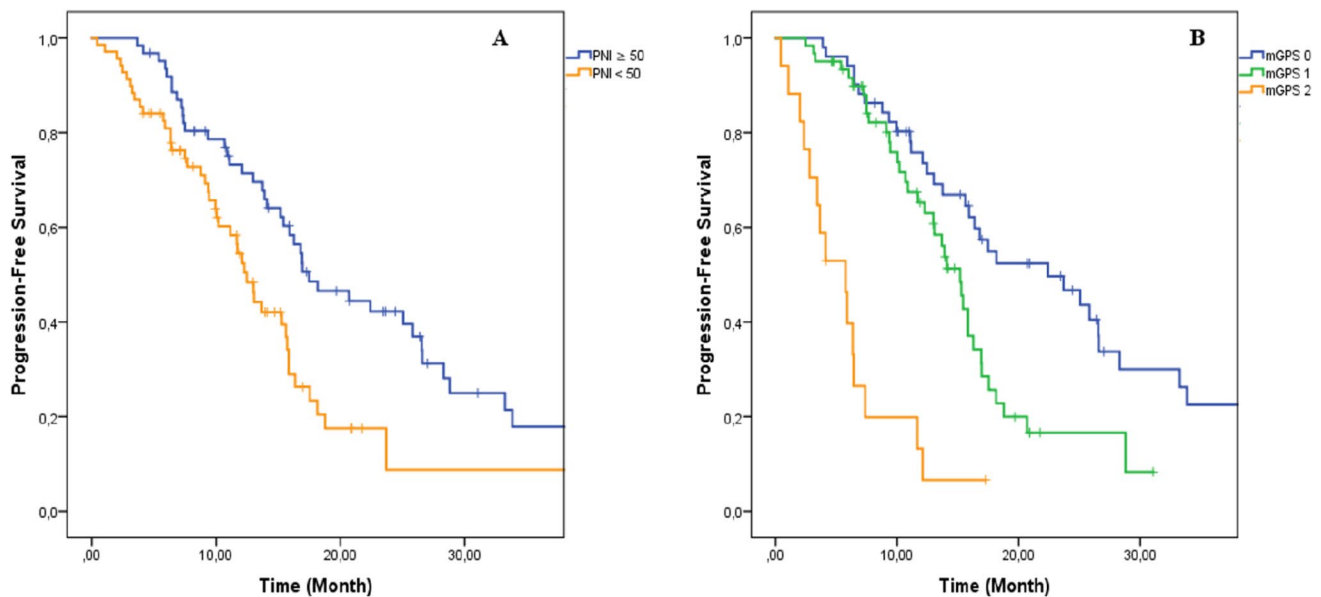 A
PNI ≥ 50
PNI < 50
1,0
0,8
0,6
0,4
0,2
0,0
Progression-Free Survival
,00
10,00
20,00
30,00
Time (Month)
B
mGPS 0
mGPS 1
mGPS 2
1,0
0,8
0,6
0,4
0,2
0,0
Progression-Free Survival
,00
10,00
20,00
30,00
Time (Month)